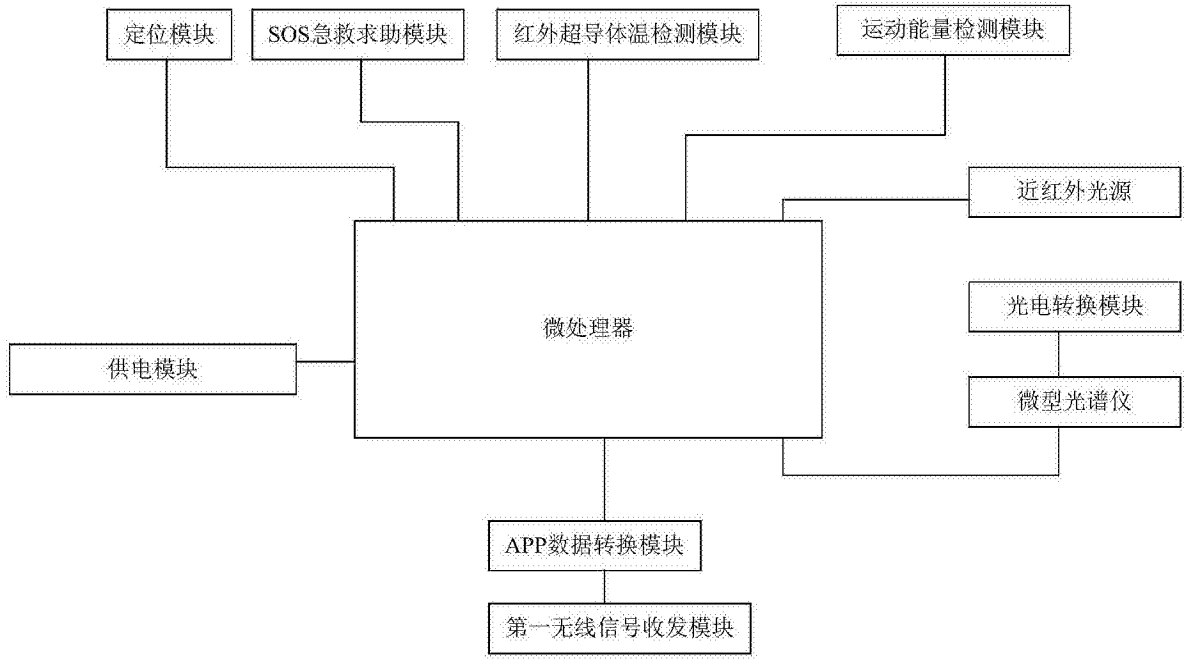 定位模块
SOS急救求助模块
红外超导体温检测模块
运动能量检测模块
近红外光源
光电转换模块
微处理器
供电模块
微型光谱仪
APP数据转换模块
第一无线信号收发模块